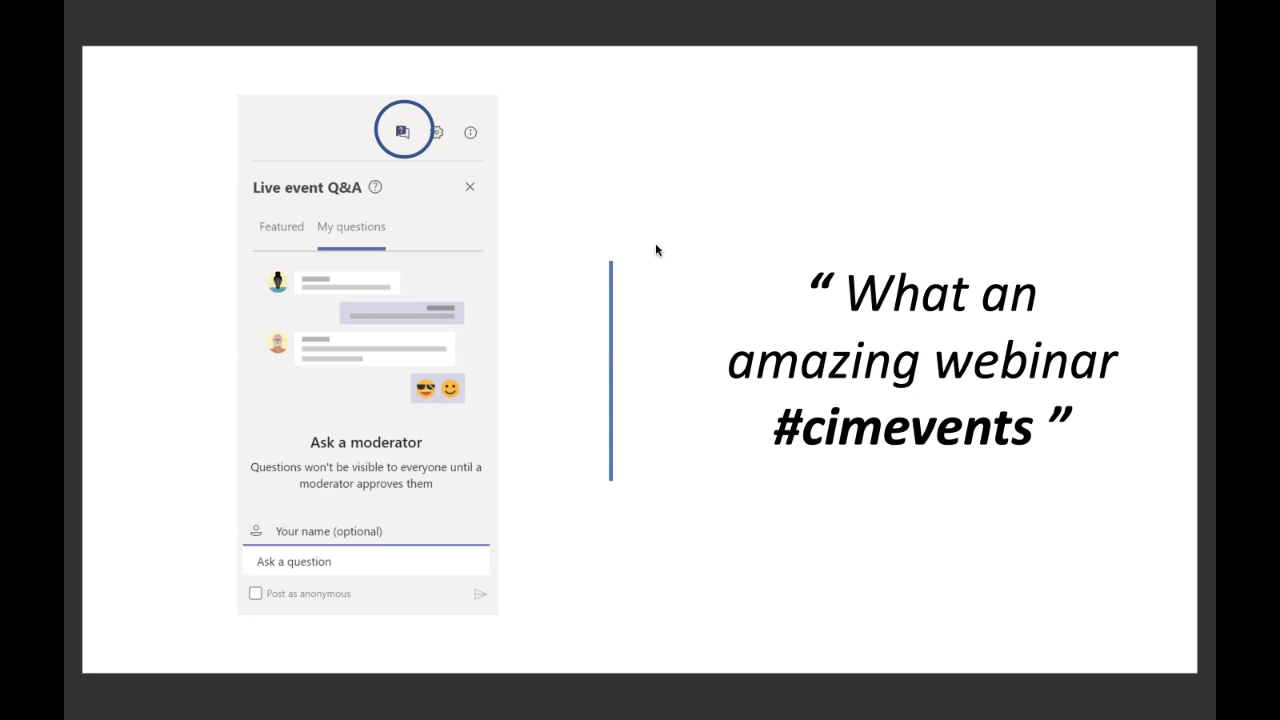 Live event Q&A
Featured My questions
Ask a moderator
Questions won't be visible to everyone until a
moderator approves them
Your name (optional)
Ask a question
Post as anonymous
“ What an
amazing webinar
#cimevents ”